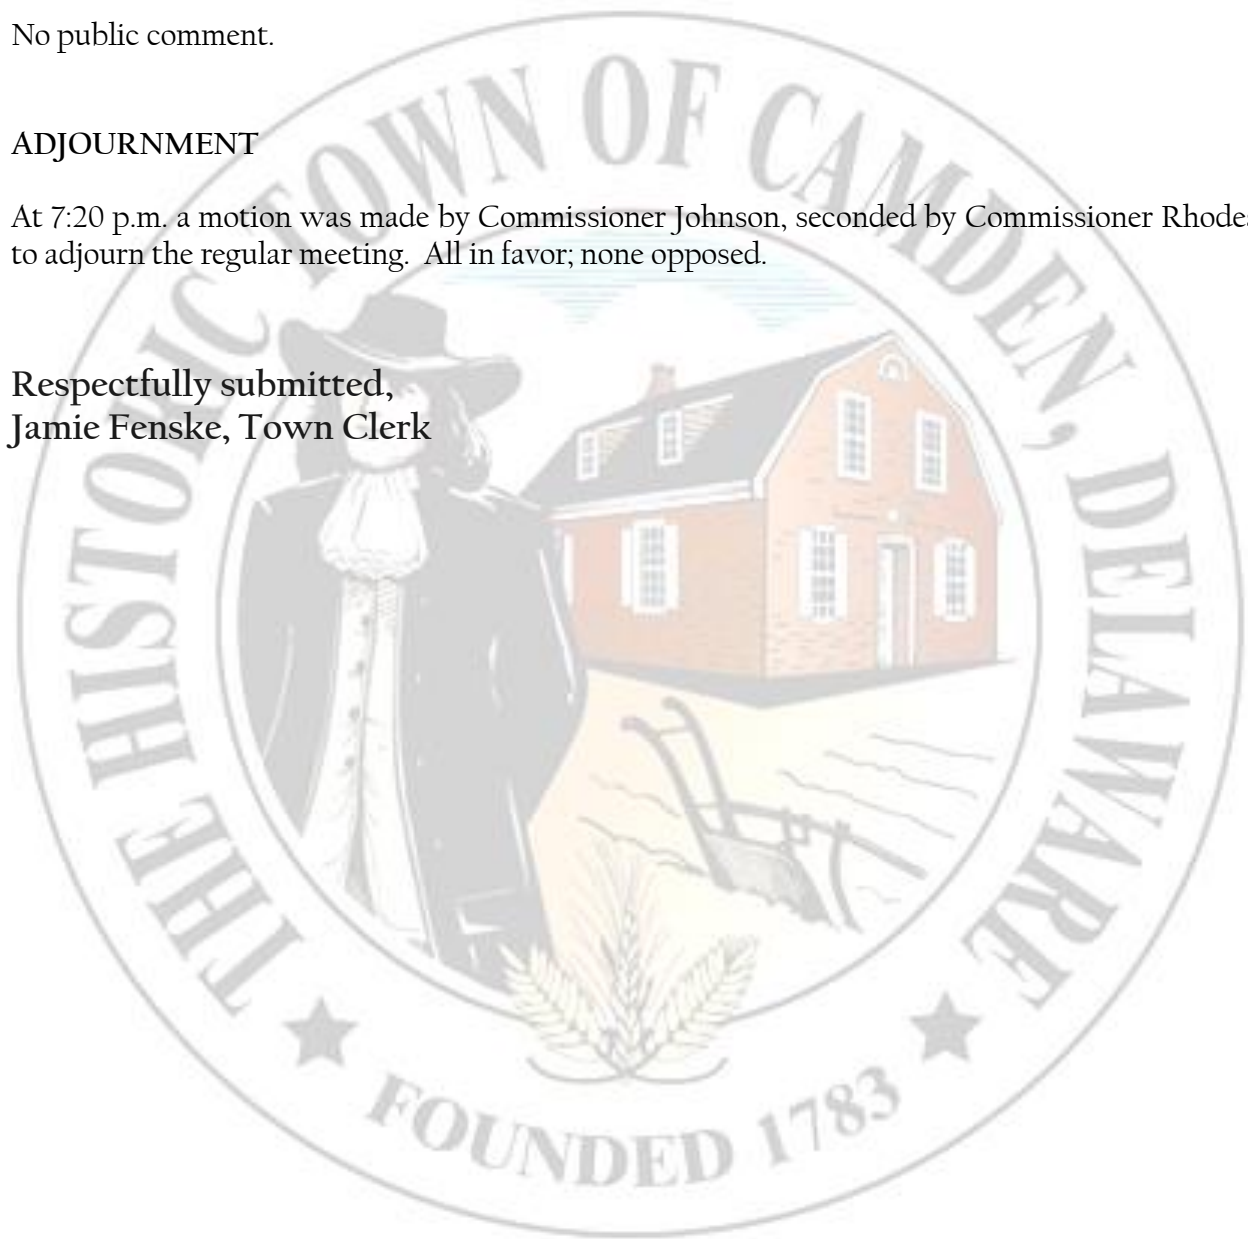 No public comment.
ADJOURNMENT
At 7:20 p.m. a motion was made by Commissioner Johnson, seconded by Commissioner Rhodes
to adjourn the regular meeting.  All in favor; none opposed.
Respectfully submitted,
Jamie Fenske, Town Clerk
THE HISTORIC TOWN OF CAMDEN, DELAWARE
FOUNDED 1783